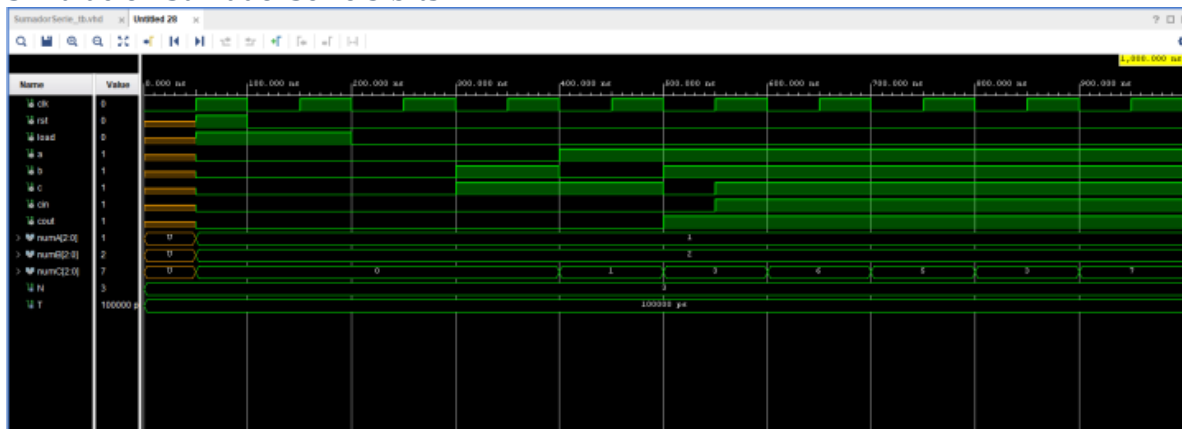 SumadorSerie_tb.vhd × Untitled 28 ×
1,000.000 ns
Name Value 0.000 ns 100.000 ns 200.000 ns 300.000 ns 400.000 ns 500.000 ns 600.000 ns 700.000 ns 800.000 ns 900.000 ns
clk 0
rst 0
load 0
a 1
b 1
c 1
cin 1
cout 1
numA[2:0] 1 U 1
numB[2:0] 2 U 2
numC[2:0] 7 U 0 1 3 6 5 3 7
N 3 3
T 100000 p 100000 ps